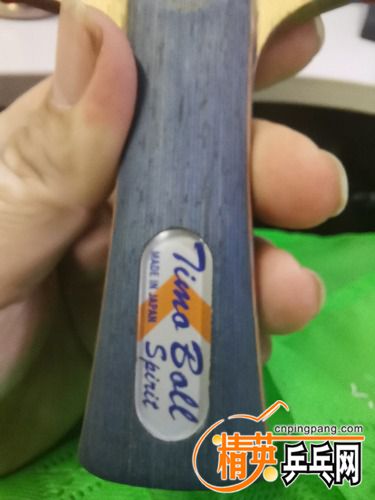 Timo Boll
Spirit
MADE IN JAPAN
cnpingpang.com
精英乒乓网